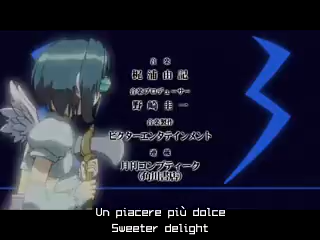 音楽
梶浦由記
音楽プロデューサー
野崎圭一
音楽製作
ビクターエンタテインメント
連載
月刊コンプティーク
(角川書店)
Un piacere più dolce
Sweeter delight